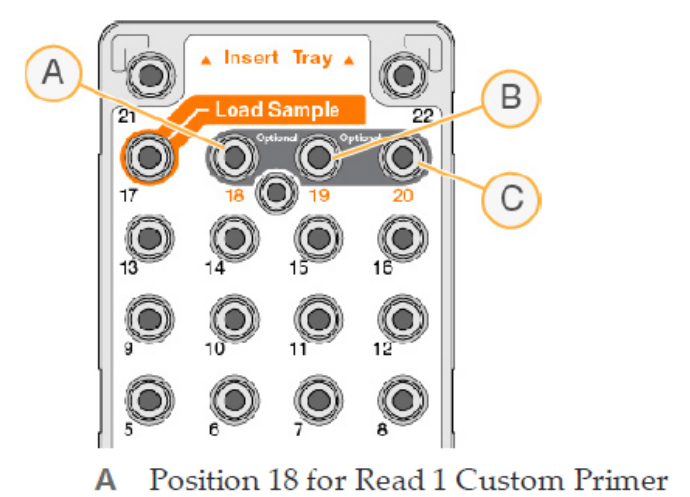 ▲ Insert Tray ▲
A
B
21
Load Sample
22
Optional Optional
17
18
19
20
C
13
14
15
16
9
10
11
12
5
6
7
8
A Position 18 for Read 1 Custom Primer